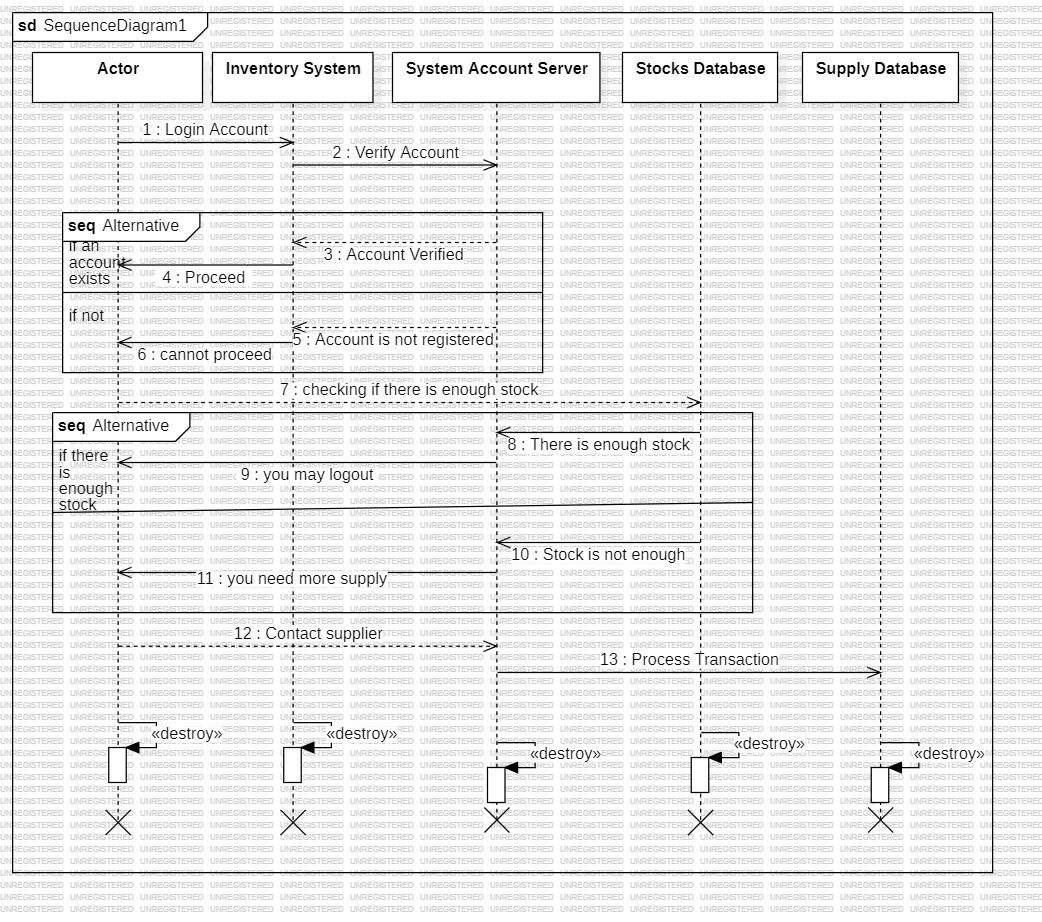 sd SequenceDiagram1
Actor
Inventory System
System Account Server
Stocks Database
Supply Database
1 : Login Account
2 : Verify Account
seq Alternative
if an
account
exists
3 : Account Verified
4 : Proceed
if not
5 : Account is not registered
6 : cannot proceed
7 : checking if there is enough stock
seq Alternative
if there
is
enough
stock
8 : There is enough stock
9 : you may logout
10 : Stock is not enough
11 : you need more supply
12 : Contact supplier
13 : Process Transaction
«destroy»
«destroy»
«destroy»
«destroy»
«destroy»
UNREGISTERED